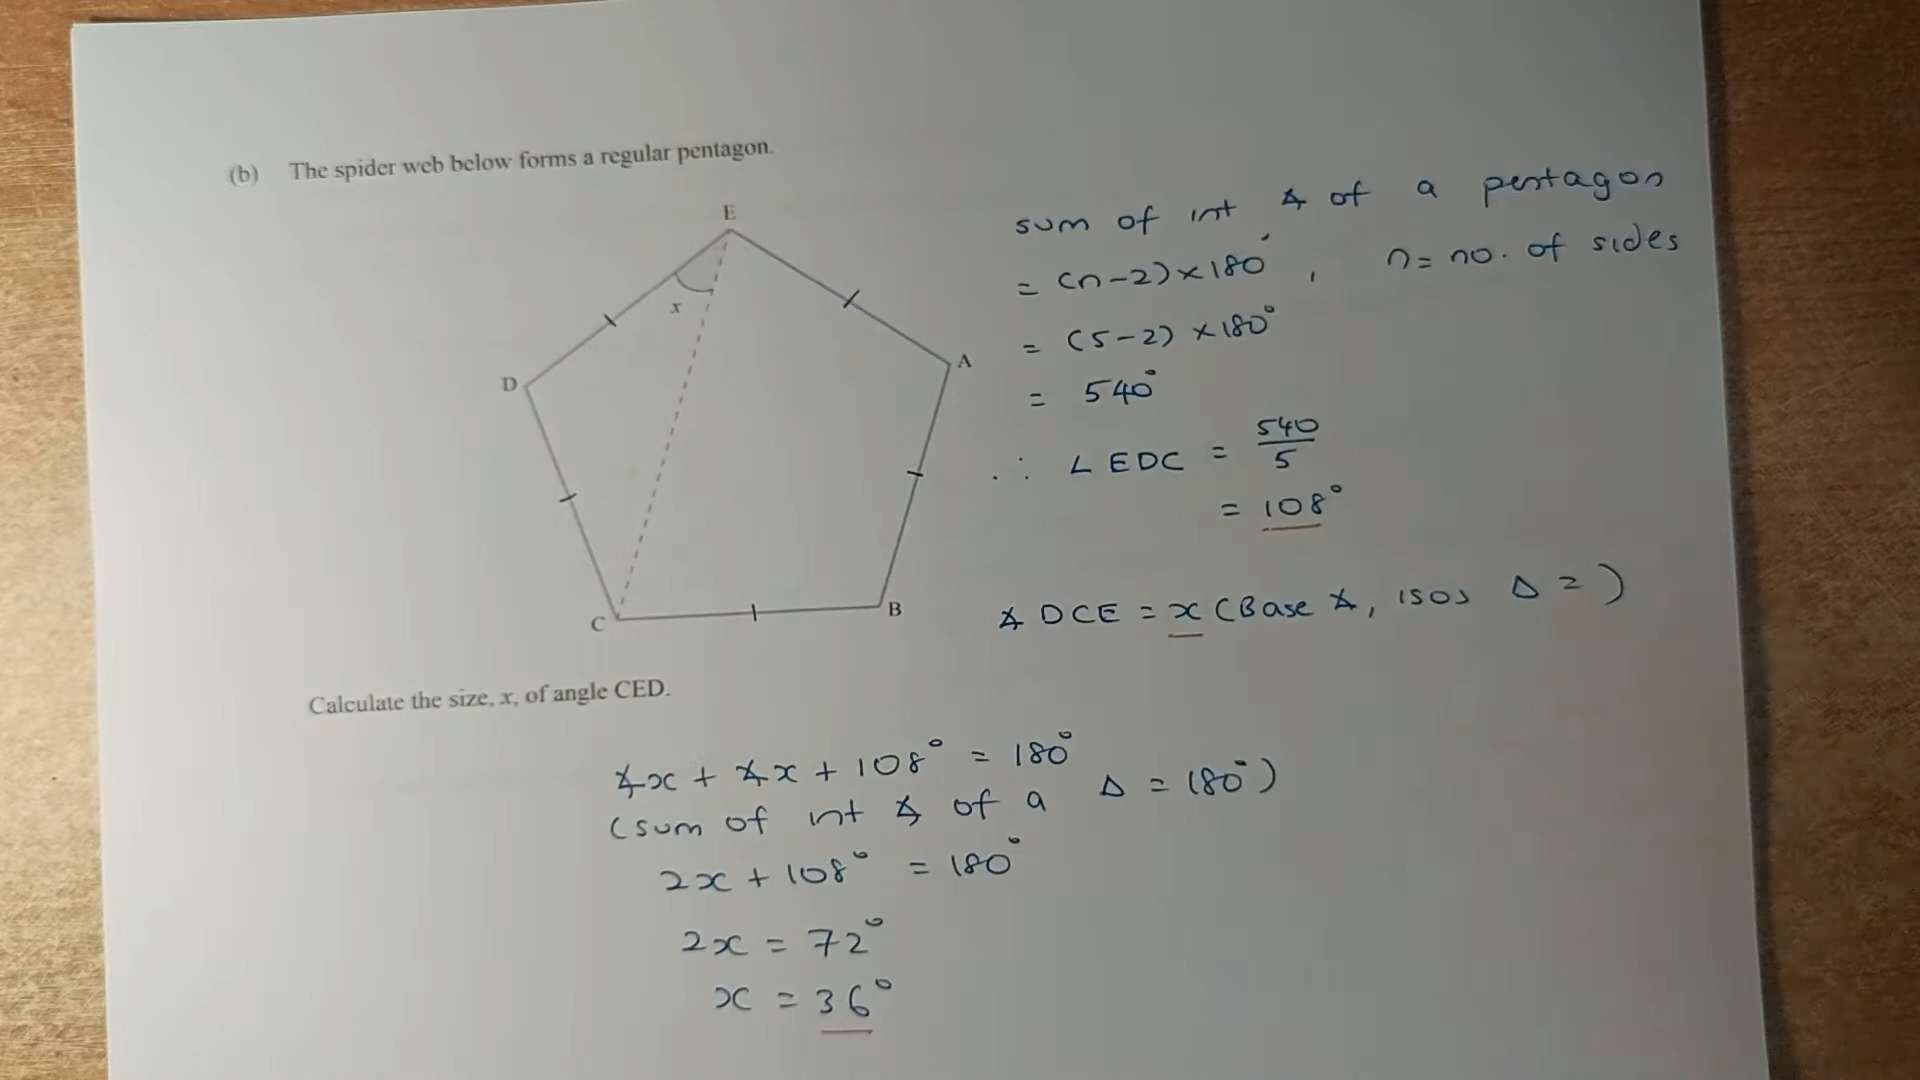 (b) The spider web below forms a regular pentagon.
E
x
D
A
C
B
Calculate the size, x, of angle CED.
sum of int ∡ of a pentagon
= (n-2) × 180°, n = no. of sides
= (5-2) × 180°
= 540°
∴ ∠EDC = 540/5
= 108°
∡DCE = x (Base ∡, isos Δ =)
∡x + ∡x + 108° = 180°
(sum of int ∡ of a Δ = 180°)
2x + 108° = 180°
2x = 72°
x = 36°